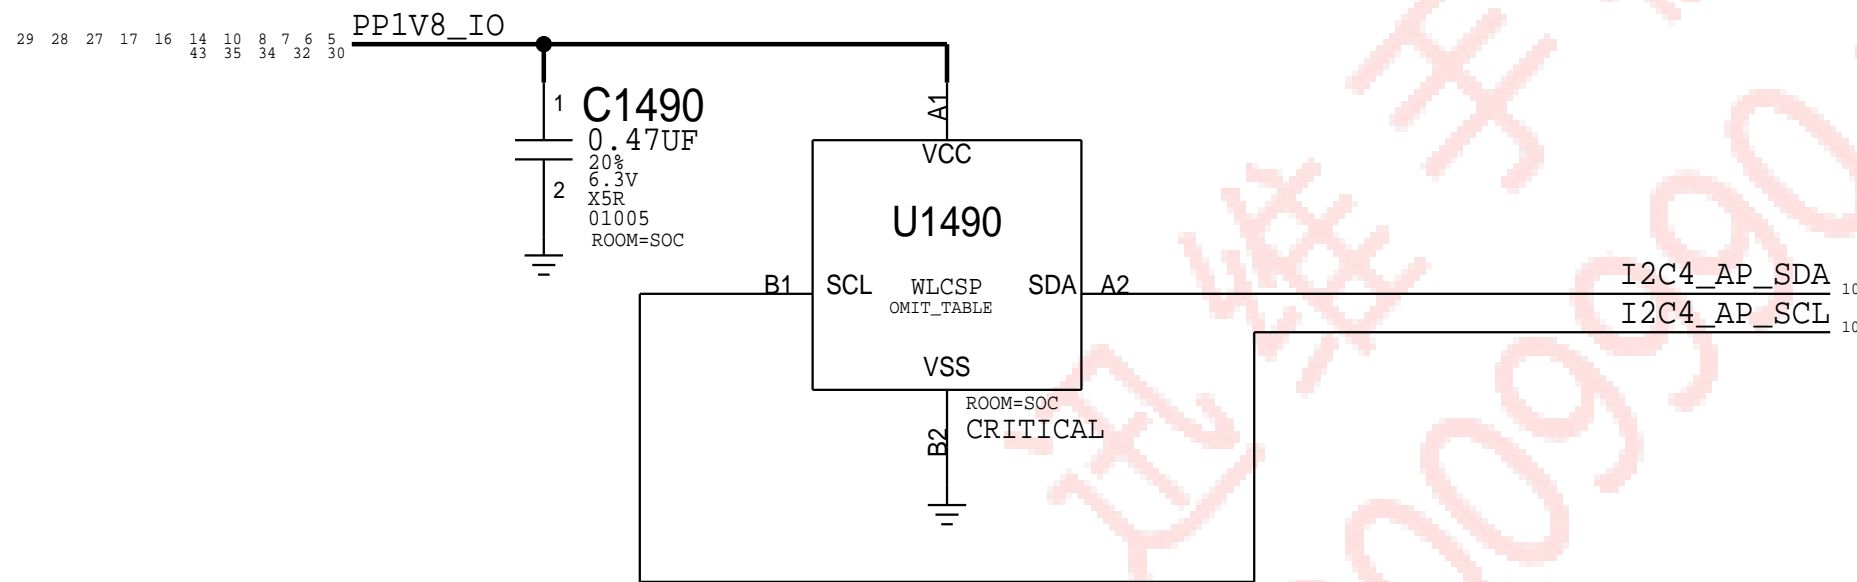 PP1V8_IO
29 28 27 17 16 14 10 8 7 6 5
43 35 34 32 30
1
C1490
0.47UF
20%
6.3V
2
X5R
01005
ROOM=SOC
A1
VCC
U1490
B1 SCL WLCSP SDA A2
OMIT_TABLE
VSS
ROOM=SOC
CRITICAL
B2
I2C4_AP_SDA 10
I2C4_AP_SCL 10